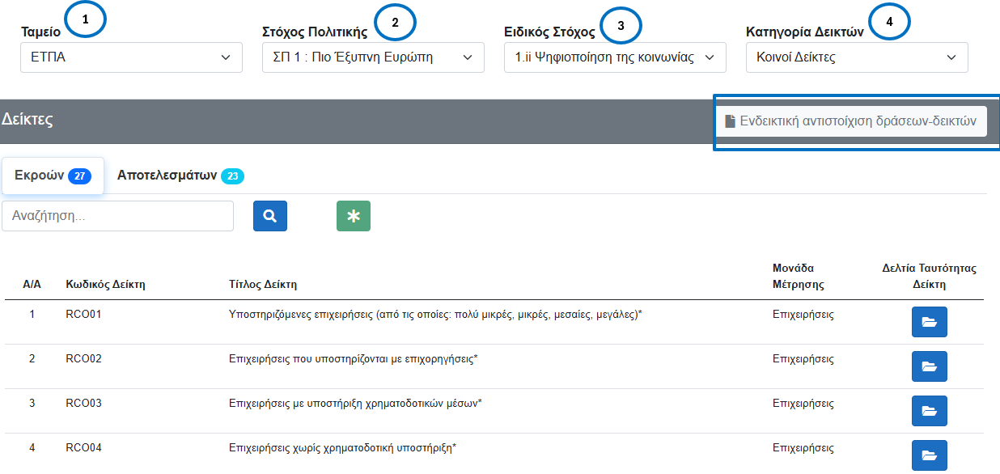 1
2
3
4
Ταμείο
Στόχος Πολιτικής
Ειδικός Στόχος
Κατηγορία Δεικτών
ΕΤΠΑ
ΣΠ 1 : Πιο Έξυπνη Ευρώπη
1.ii Ψηφιοποίηση της κοινωνίας
Κοινοί Δείκτες
Δείκτες
Ενδεικτική αντιστοίχιση δράσεων-δεικτών
Εκροών 27
Αποτελεσμάτων 23
Αναζήτηση...
Α/Α
Κωδικός Δείκτη
Τίτλος Δείκτη
Μονάδα
Μέτρησης
Δελτία Ταυτότητας
Δείκτη
1 RCO01 Υποστηριζόμενες επιχειρήσεις (από τις οποίες: πολύ μικρές, μικρές, μεσαίες, μεγάλες)* Επιχειρήσεις
2 RCO02 Επιχειρήσεις που υποστηρίζονται με επιχορηγήσεις* Επιχειρήσεις
3 RCO03 Επιχειρήσεις με υποστήριξη χρηματοδοτικών μέσων* Επιχειρήσεις
4 RCO04 Επιχειρήσεις χωρίς χρηματοδοτική υποστήριξη* Επιχειρήσεις